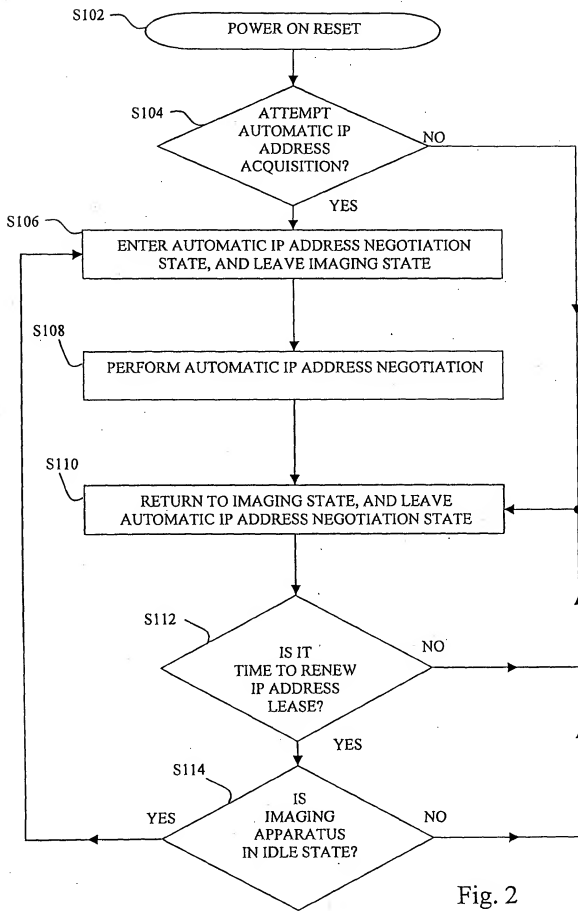 S102
POWER ON RESET
S104
ATTEMPT
AUTOMATIC IP
ADDRESS
ACQUISITION?
NO
YES
S106
ENTER AUTOMATIC IP ADDRESS NEGOTIATION
STATE, AND LEAVE IMAGING STATE
S108
PERFORM AUTOMATIC IP ADDRESS NEGOTIATION
S110
RETURN TO IMAGING STATE, AND LEAVE
AUTOMATIC IP ADDRESS NEGOTIATION STATE
S112
IS IT
TIME TO RENEW
IP ADDRESS
LEASE?
NO
YES
S114
YES
IS
IMAGING
APPARATUS
IN IDLE STATE?
NO
Fig. 2